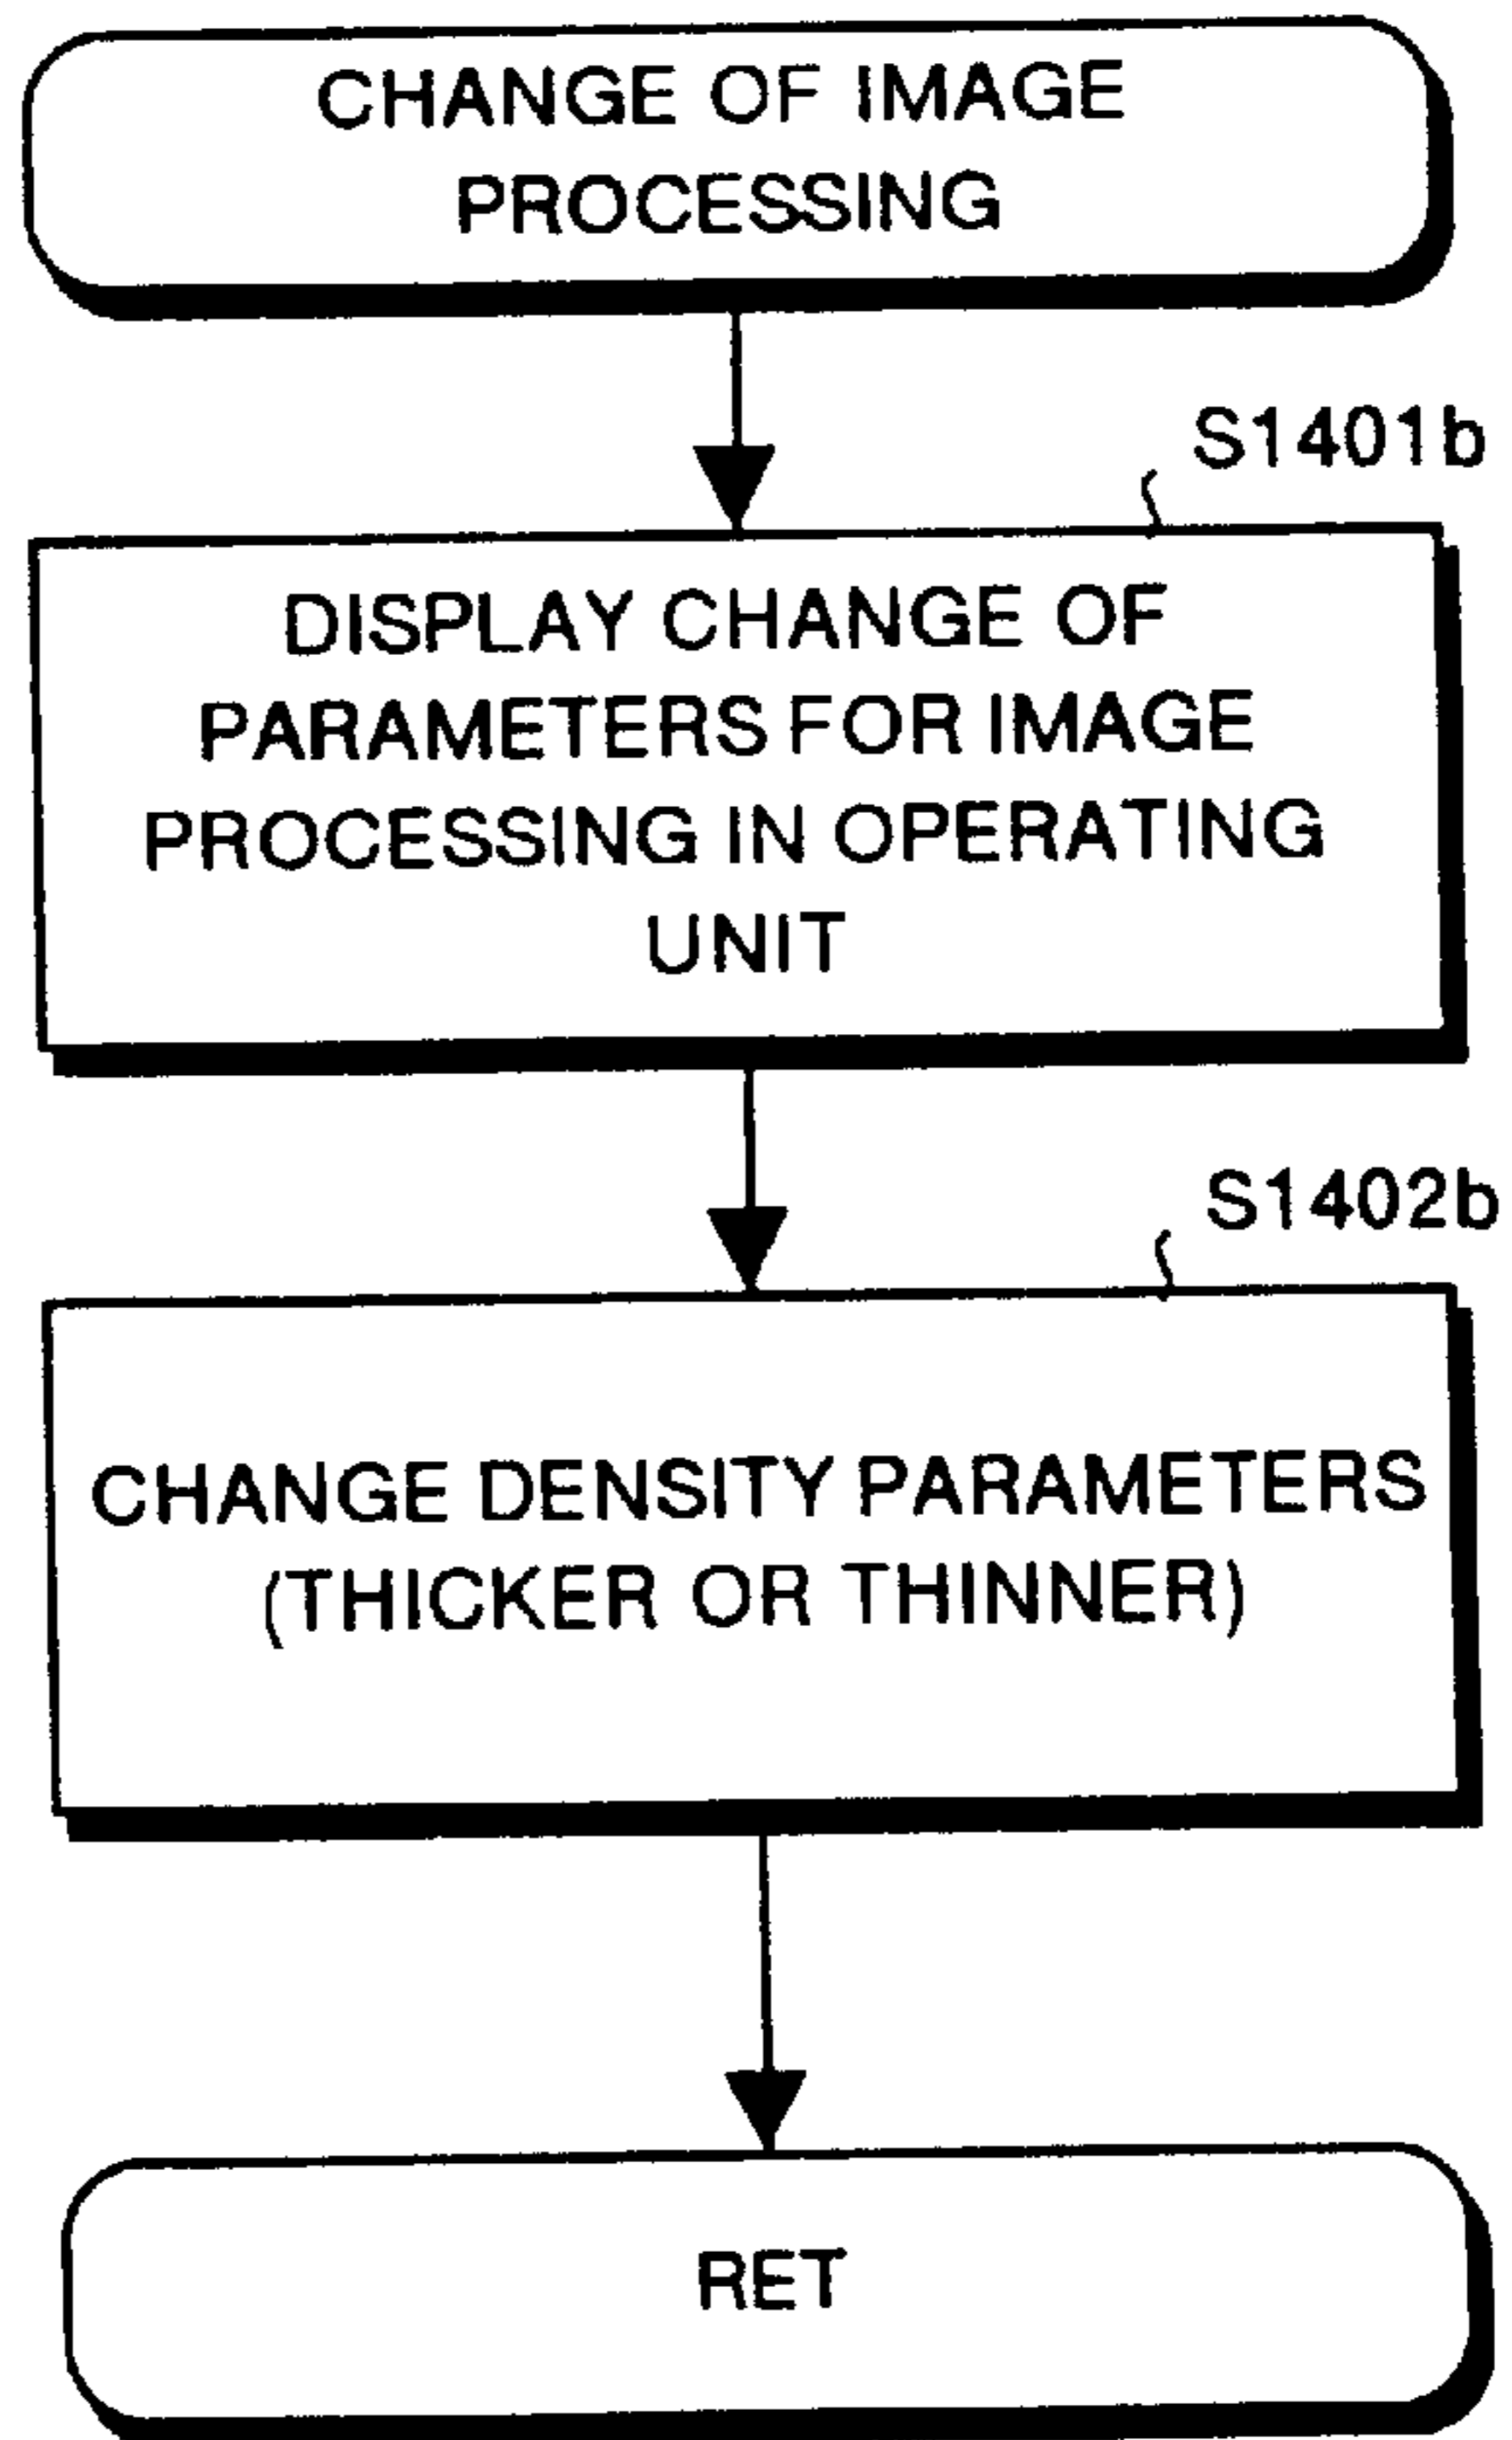 CHANGE OF IMAGE
PROCESSING
S1401b
DISPLAY CHANGE OF
PARAMETERS FOR IMAGE
PROCESSING IN OPERATING
UNIT
S1402b
CHANGE DENSITY PARAMETERS
(THICKER OR THINNER)
RET